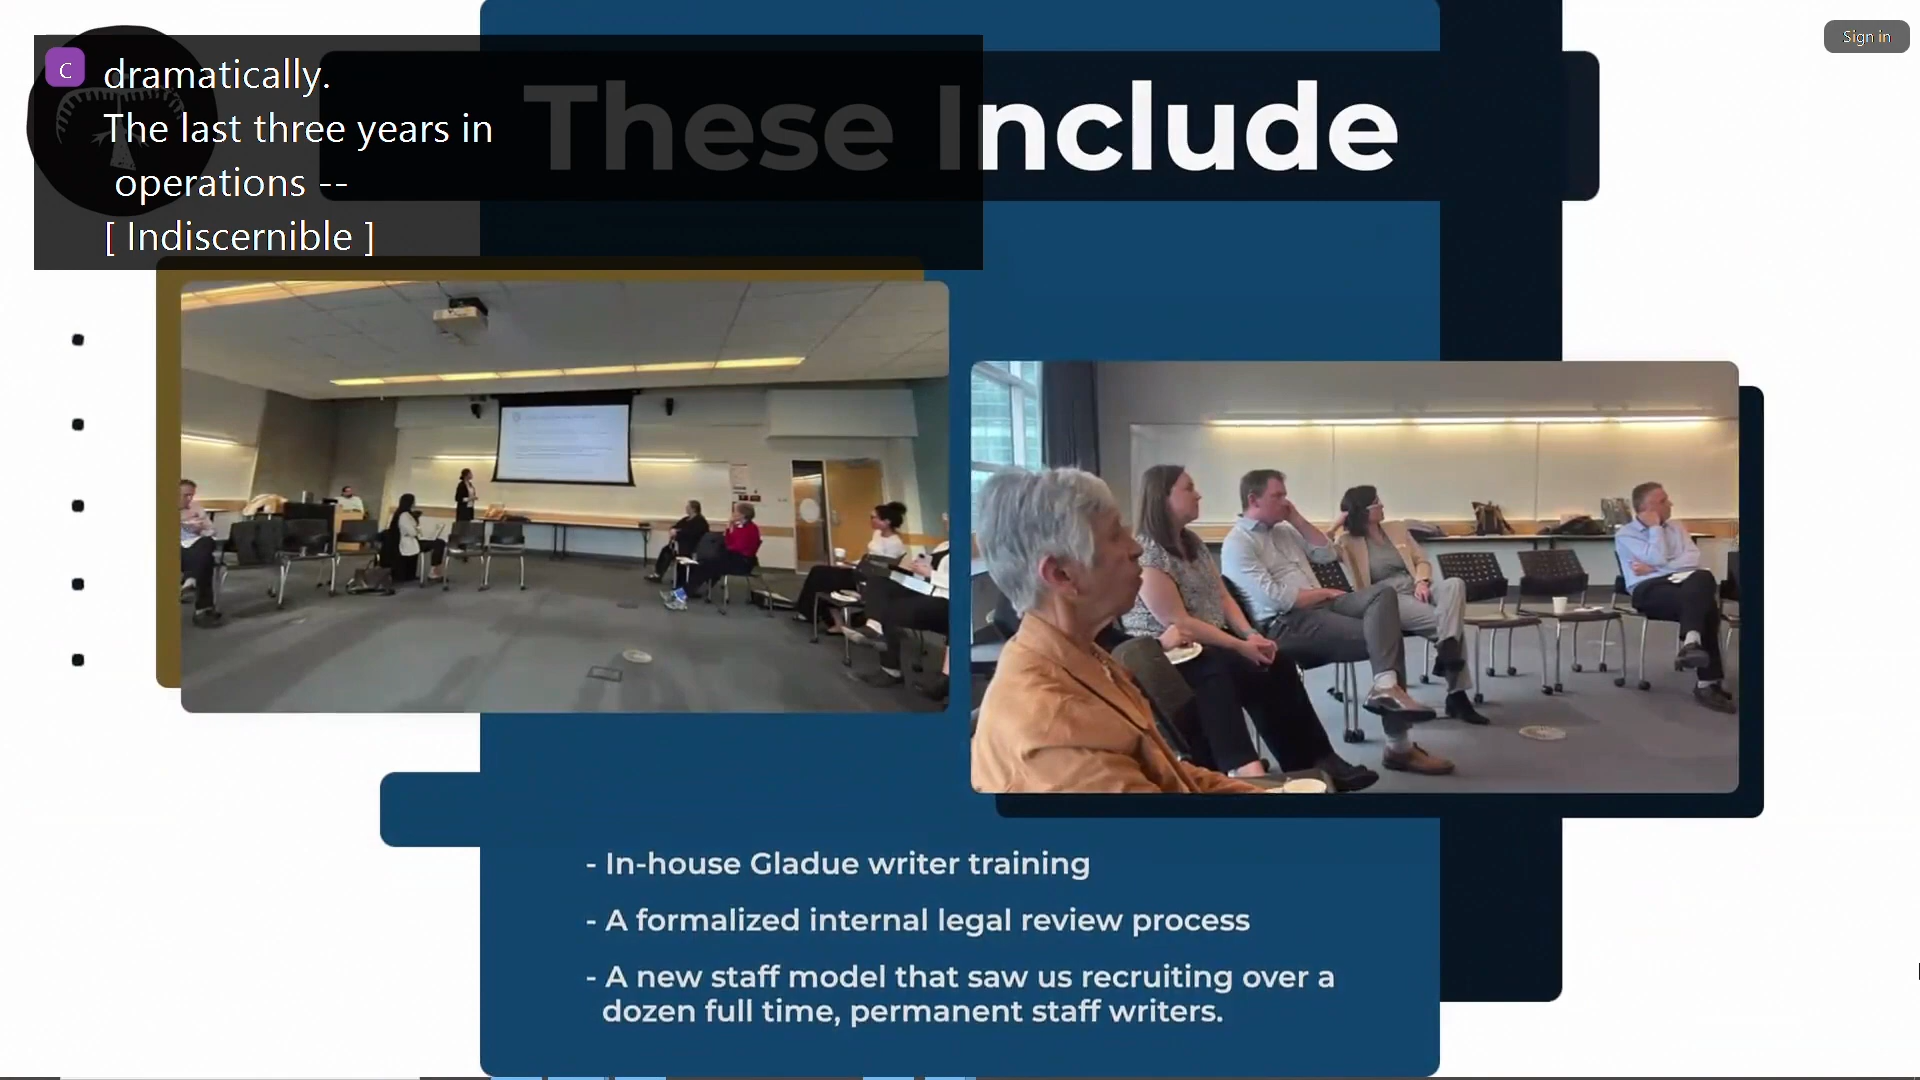 Sign in
C
dramatically.
The last three years in
operations --
[ Indiscernible ]
These Include
- In-house Gladue writer training
- A formalized internal legal review process
- A new staff model that saw us recruiting over a
dozen full time, permanent staff writers.